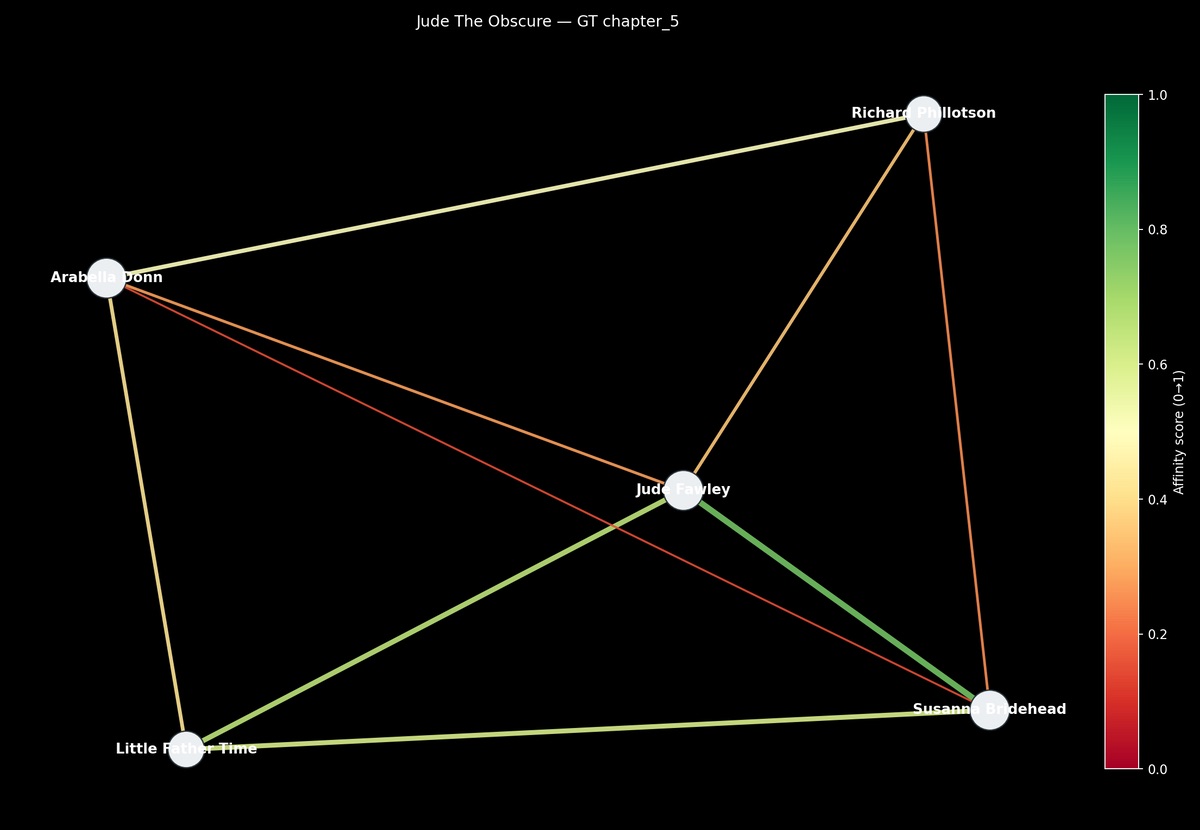 Jude The Obscure — GT chapter_5
Richard Phillotson
Arabella Donn
Jude Fawley
Susanna Bridehead
Little Father Time
1.0
0.8
0.6
0.4
0.2
0.0
Affinity score (0→1)